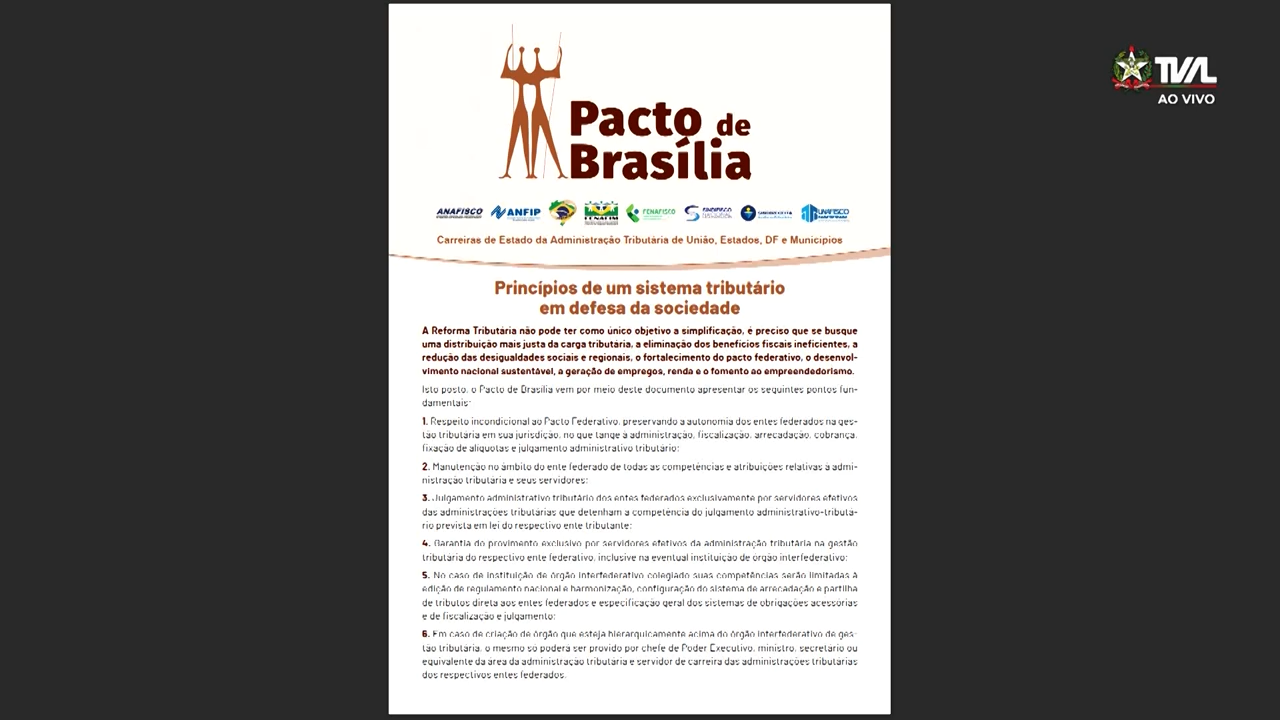 TVAL
AO VIVO
Pacto de
Brasília
ANAFISCO ANFIP FENAFIM FENAFISCO SINDIFISCO UNAFISCO
Carreiras de Estado da Administração Tributária de União, Estados, DF e Municípios
Princípios de um sistema tributário
em defesa da sociedade
A Reforma Tributária não pode ter como único objetivo a simplificação, é preciso que se busque
uma distribuição mais justa da carga tributária, a eliminação dos benefícios fiscais ineficientes, a
redução das desigualdades sociais e regionais, o fortalecimento do pacto federativo, o desenvol-
vimento nacional sustentável, a geração de empregos, renda e o fomento ao empreendedorismo.
Isto posto, o Pacto de Brasília vem por meio deste documento apresentar os seguintes pontos fun-
damentais:
1. Respeito incondicional ao Pacto Federativo, preservando a autonomia dos entes federados na ges-
tão tributária em sua jurisdição, no que tange à administração, fiscalização, arrecadação, cobrança,
fixação de alíquotas e julgamento administrativo tributário;
2. Manutenção no âmbito do ente federado de todas as competências e atribuições relativas à admi-
nistração tributária e seus servidores;
3. Julgamento administrativo tributário dos entes federados exclusivamente por servidores efetivos
das administrações tributárias que detenham a competência do julgamento administrativo-tributá-
rio prevista em lei do respectivo ente tributante;
4. Garantia do provimento exclusivo por servidores efetivos da administração tributária na gestão
tributária do respectivo ente federativo, inclusive na eventual instituição de órgão interfederativo;
5. No caso de instituição de órgão interfederativo colegiado suas competências serão limitadas à
edição de regulamento nacional e harmonização, configuração do sistema de arrecadação e partilha
de tributos direta aos entes federados e especificação geral dos sistemas de obrigações acessórias
e de fiscalização e julgamento;
6. Em caso de criação de órgão que esteja hierarquicamente acima do órgão interfederativo de ges-
tão tributária, o mesmo só poderá ser provido por chefe de Poder Executivo, ministro, secretário ou
equivalente da área da administração tributária e servidor de carreira das administrações tributárias
dos respectivos entes federados.